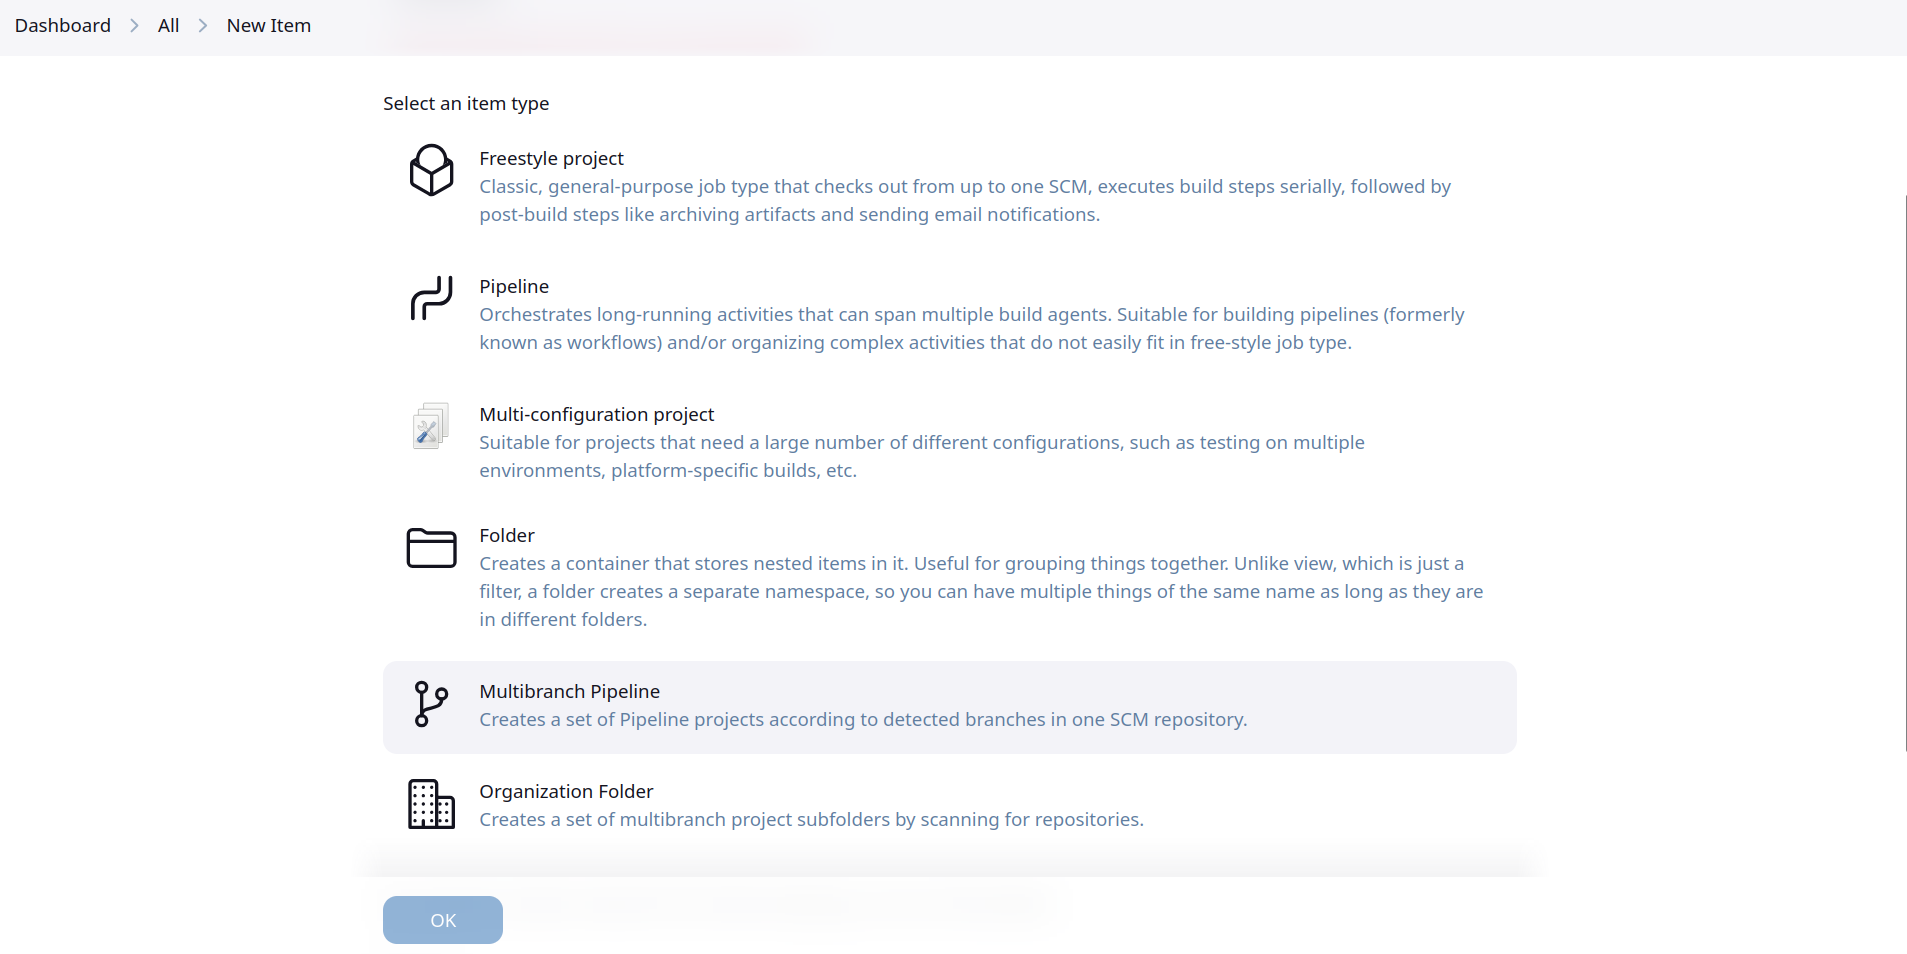 Dashboard > All > New Item
Select an item type
Freestyle project
Classic, general-purpose job type that checks out from up to one SCM, executes build steps serially, followed by
post-build steps like archiving artifacts and sending email notifications.
Pipeline
Orchestrates long-running activities that can span multiple build agents. Suitable for building pipelines (formerly
known as workflows) and/or organizing complex activities that do not easily fit in free-style job type.
Multi-configuration project
Suitable for projects that need a large number of different configurations, such as testing on multiple
environments, platform-specific builds, etc.
Folder
Creates a container that stores nested items in it. Useful for grouping things together. Unlike view, which is just a
filter, a folder creates a separate namespace, so you can have multiple things of the same name as long as they are
in different folders.
Multibranch Pipeline
Creates a set of Pipeline projects according to detected branches in one SCM repository.
Organization Folder
Creates a set of multibranch project subfolders by scanning for repositories.
OK